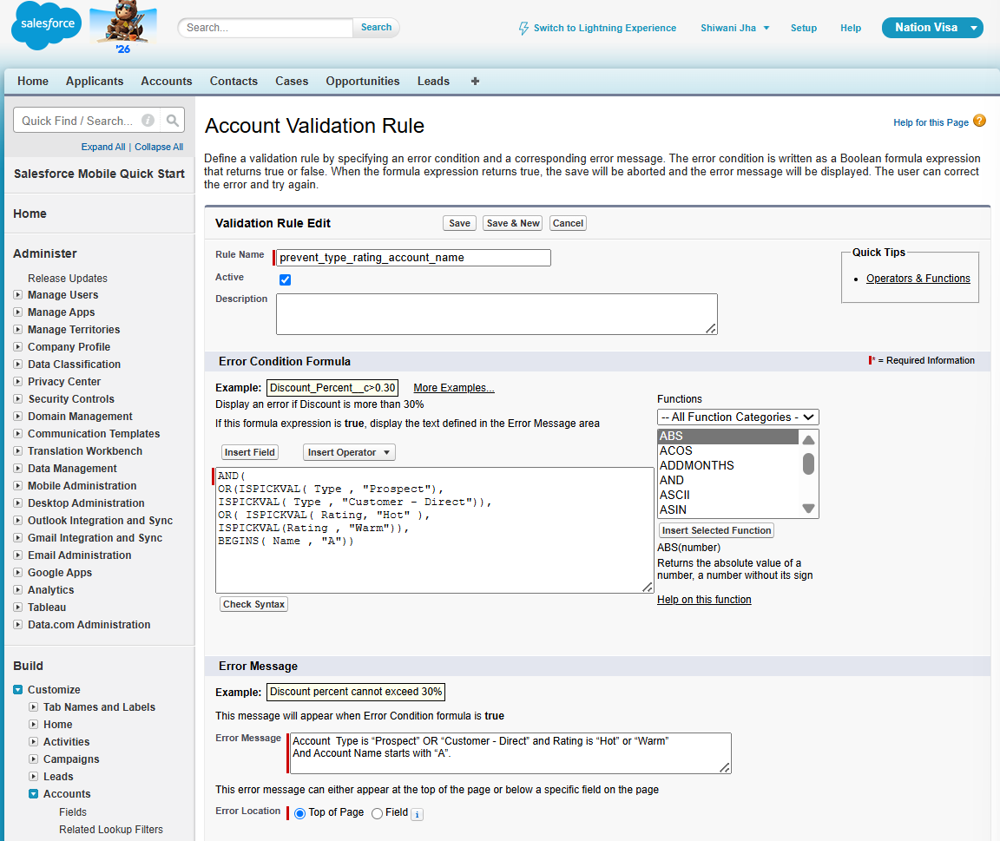 salesforce
'26
Search...
Search
Switch to Lightning Experience
Shiwani Jha
Setup
Help
Nation Visa
Home
Applicants
Accounts
Contacts
Cases
Opportunities
Leads
+
Quick Find / Search...
i
Expand All | Collapse All
Salesforce Mobile Quick Start
Home
Administer
Release Updates
Manage Users
Manage Apps
Manage Territories
Company Profile
Data Classification
Privacy Center
Security Controls
Domain Management
Communication Templates
Translation Workbench
Data Management
Mobile Administration
Desktop Administration
Outlook Integration and Sync
Gmail Integration and Sync
Email Administration
Google Apps
Analytics
Tableau
Data.com Administration
Build
Customize
Tab Names and Labels
Home
Activities
Campaigns
Leads
Accounts
Fields
Related Lookup Filters
Account Validation Rule
Help for this Page ?
Define a validation rule by specifying an error condition and a corresponding error message. The error condition is written as a Boolean formula expression
that returns true or false. When the formula expression returns true, the save will be aborted and the error message will be displayed. The user can correct
the error and try again.
Validation Rule Edit
Save
Save & New
Cancel
Rule Name
prevent_type_rating_account_name
Active
Description
Quick Tips
• Operators & Functions
Error Condition Formula
* = Required Information
Example: Discount_Percent__c>0.30 More Examples...
Display an error if Discount is more than 30%
If this formula expression is true, display the text defined in the Error Message area
Insert Field
Insert Operator
AND(
OR(ISPICKVAL( Type , "Prospect"),
ISPICKVAL( Type , "Customer - Direct")),
OR( ISPICKVAL( Rating, "Hot" ),
ISPICKVAL(Rating , "Warm")),
BEGINS( Name , "A"))
Check Syntax
Functions
-- All Function Categories -
ABS
ACOS
ADDMONTHS
AND
ASCII
ASIN
Insert Selected Function
ABS(number)
Returns the absolute value of a
number, a number without its sign
Help on this function
Error Message
Example: Discount percent cannot exceed 30%
This message will appear when Error Condition formula is true
Error Message
Account  Type is “Prospect” OR “Customer - Direct” and Rating is “Hot” or “Warm”
And Account Name starts with “A”.
This error message can either appear at the top of the page or below a specific field on the page
Error Location
Top of Page
Field
i